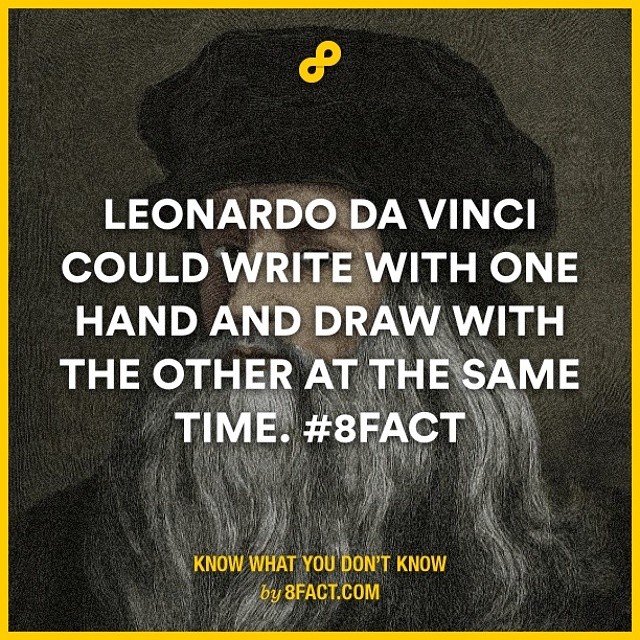 LEONARDO DA VINCI
COULD WRITE WITH ONE
HAND AND DRAW WITH
THE OTHER AT THE SAME
TIME. #8FACT
KNOW WHAT YOU DON'T KNOW
by 8FACT.COM